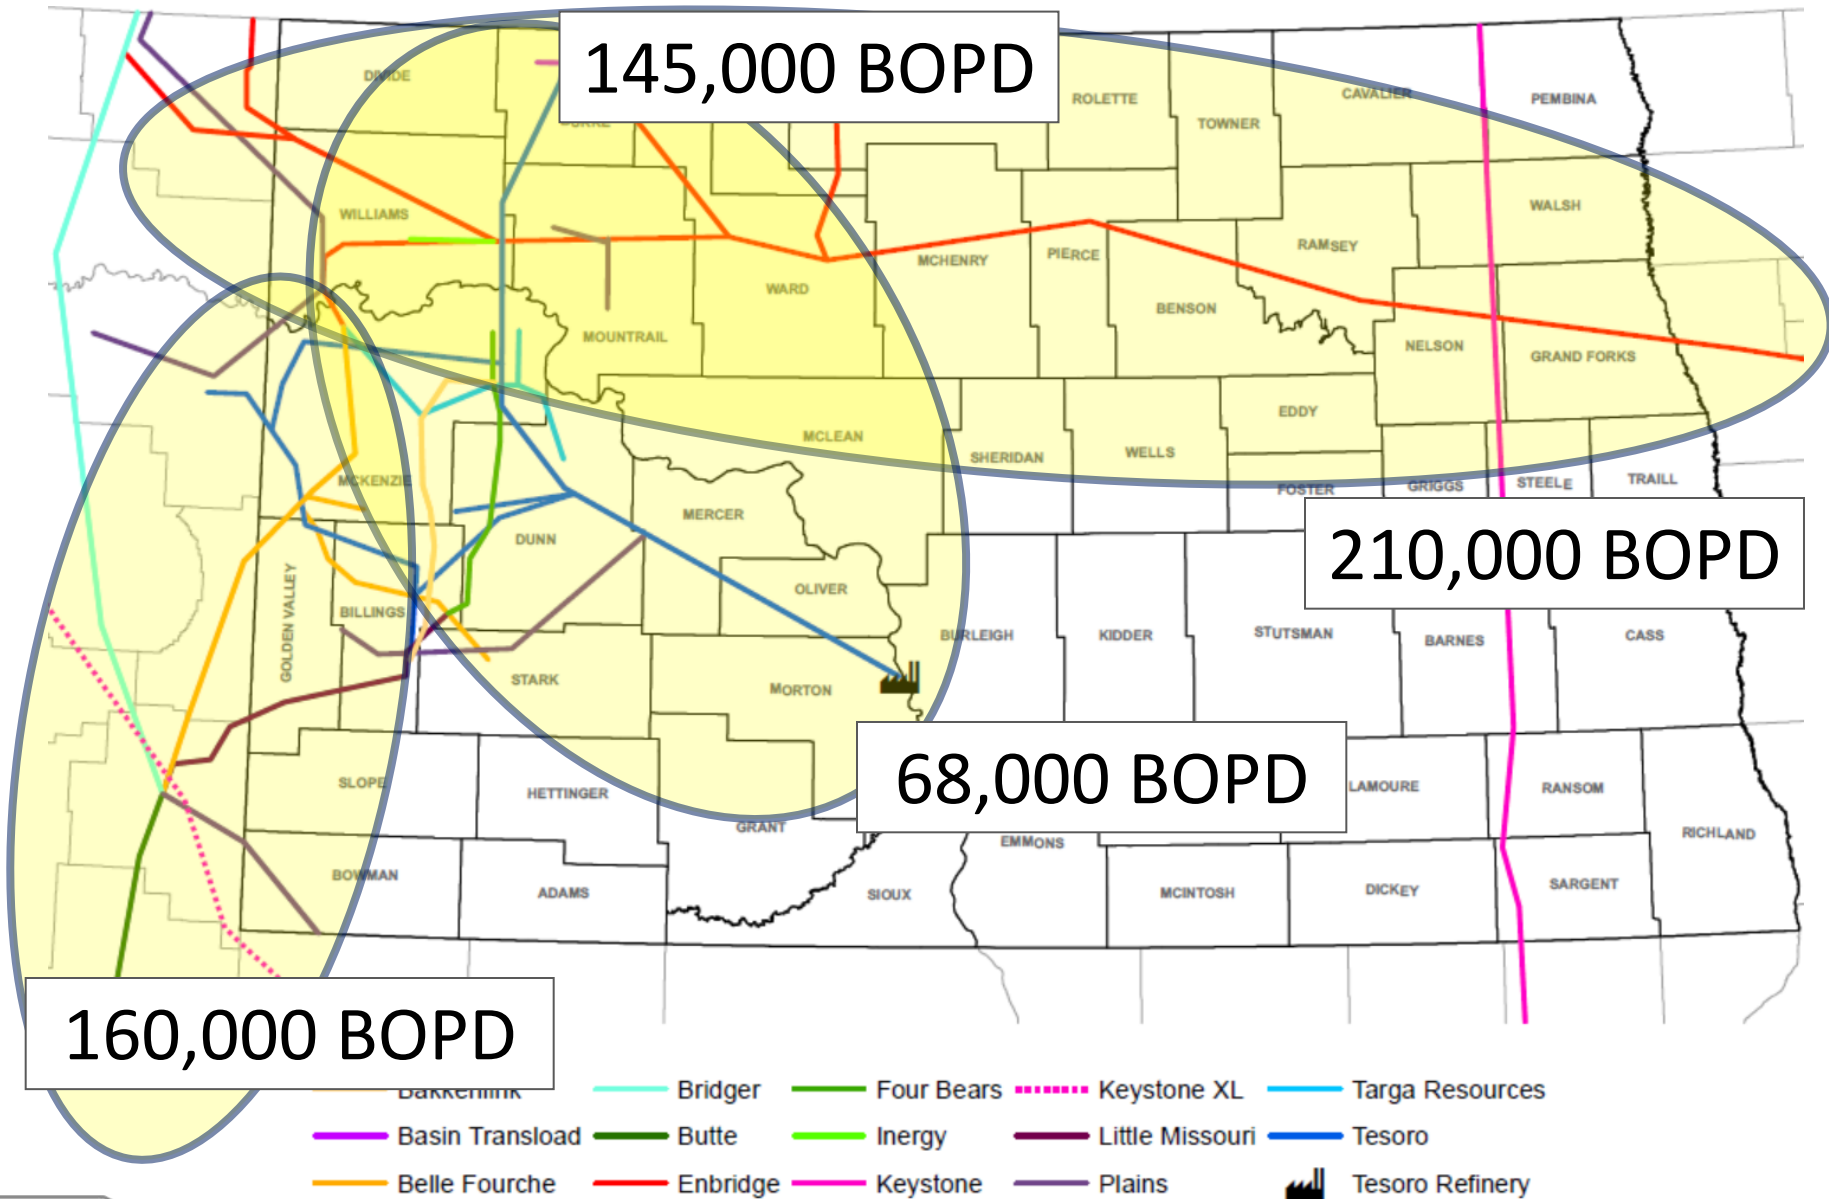 145,000 BOPD
DIVIDE
BURKE
ROLETTE
TOWNER
CAVALIER
PEMBINA
WILLIAMS
WALSH
RAMSEY
PIERCE
MCHENRY
WARD
MOUNTRAIL
BENSON
NELSON
GRAND FORKS
MCLEAN
SHERIDAN
WELLS
EDDY
FOSTER
GRIGGS
STEELE
TRAILL
MCKENZIE
MERCER
DUNN
OLIVER
210,000 BOPD
GOLDEN VALLEY
BILLINGS
BURLEIGH
KIDDER
STUTSMAN
BARNES
CASS
STARK
MORTON
68,000 BOPD
SLOPE
HETTINGER
GRANT
LAMOURE
RANSOM
RICHLAND
EMMONS
BOWMAN
ADAMS
SIOUX
MCINTOSH
DICKEY
SARGENT
160,000 BOPD
Bakkenlink Bridger Four Bears Keystone XL Targa Resources
Basin Transload Butte Inergy Little Missouri Tesoro
Belle Fourche Enbridge Keystone Plains Tesoro Refinery